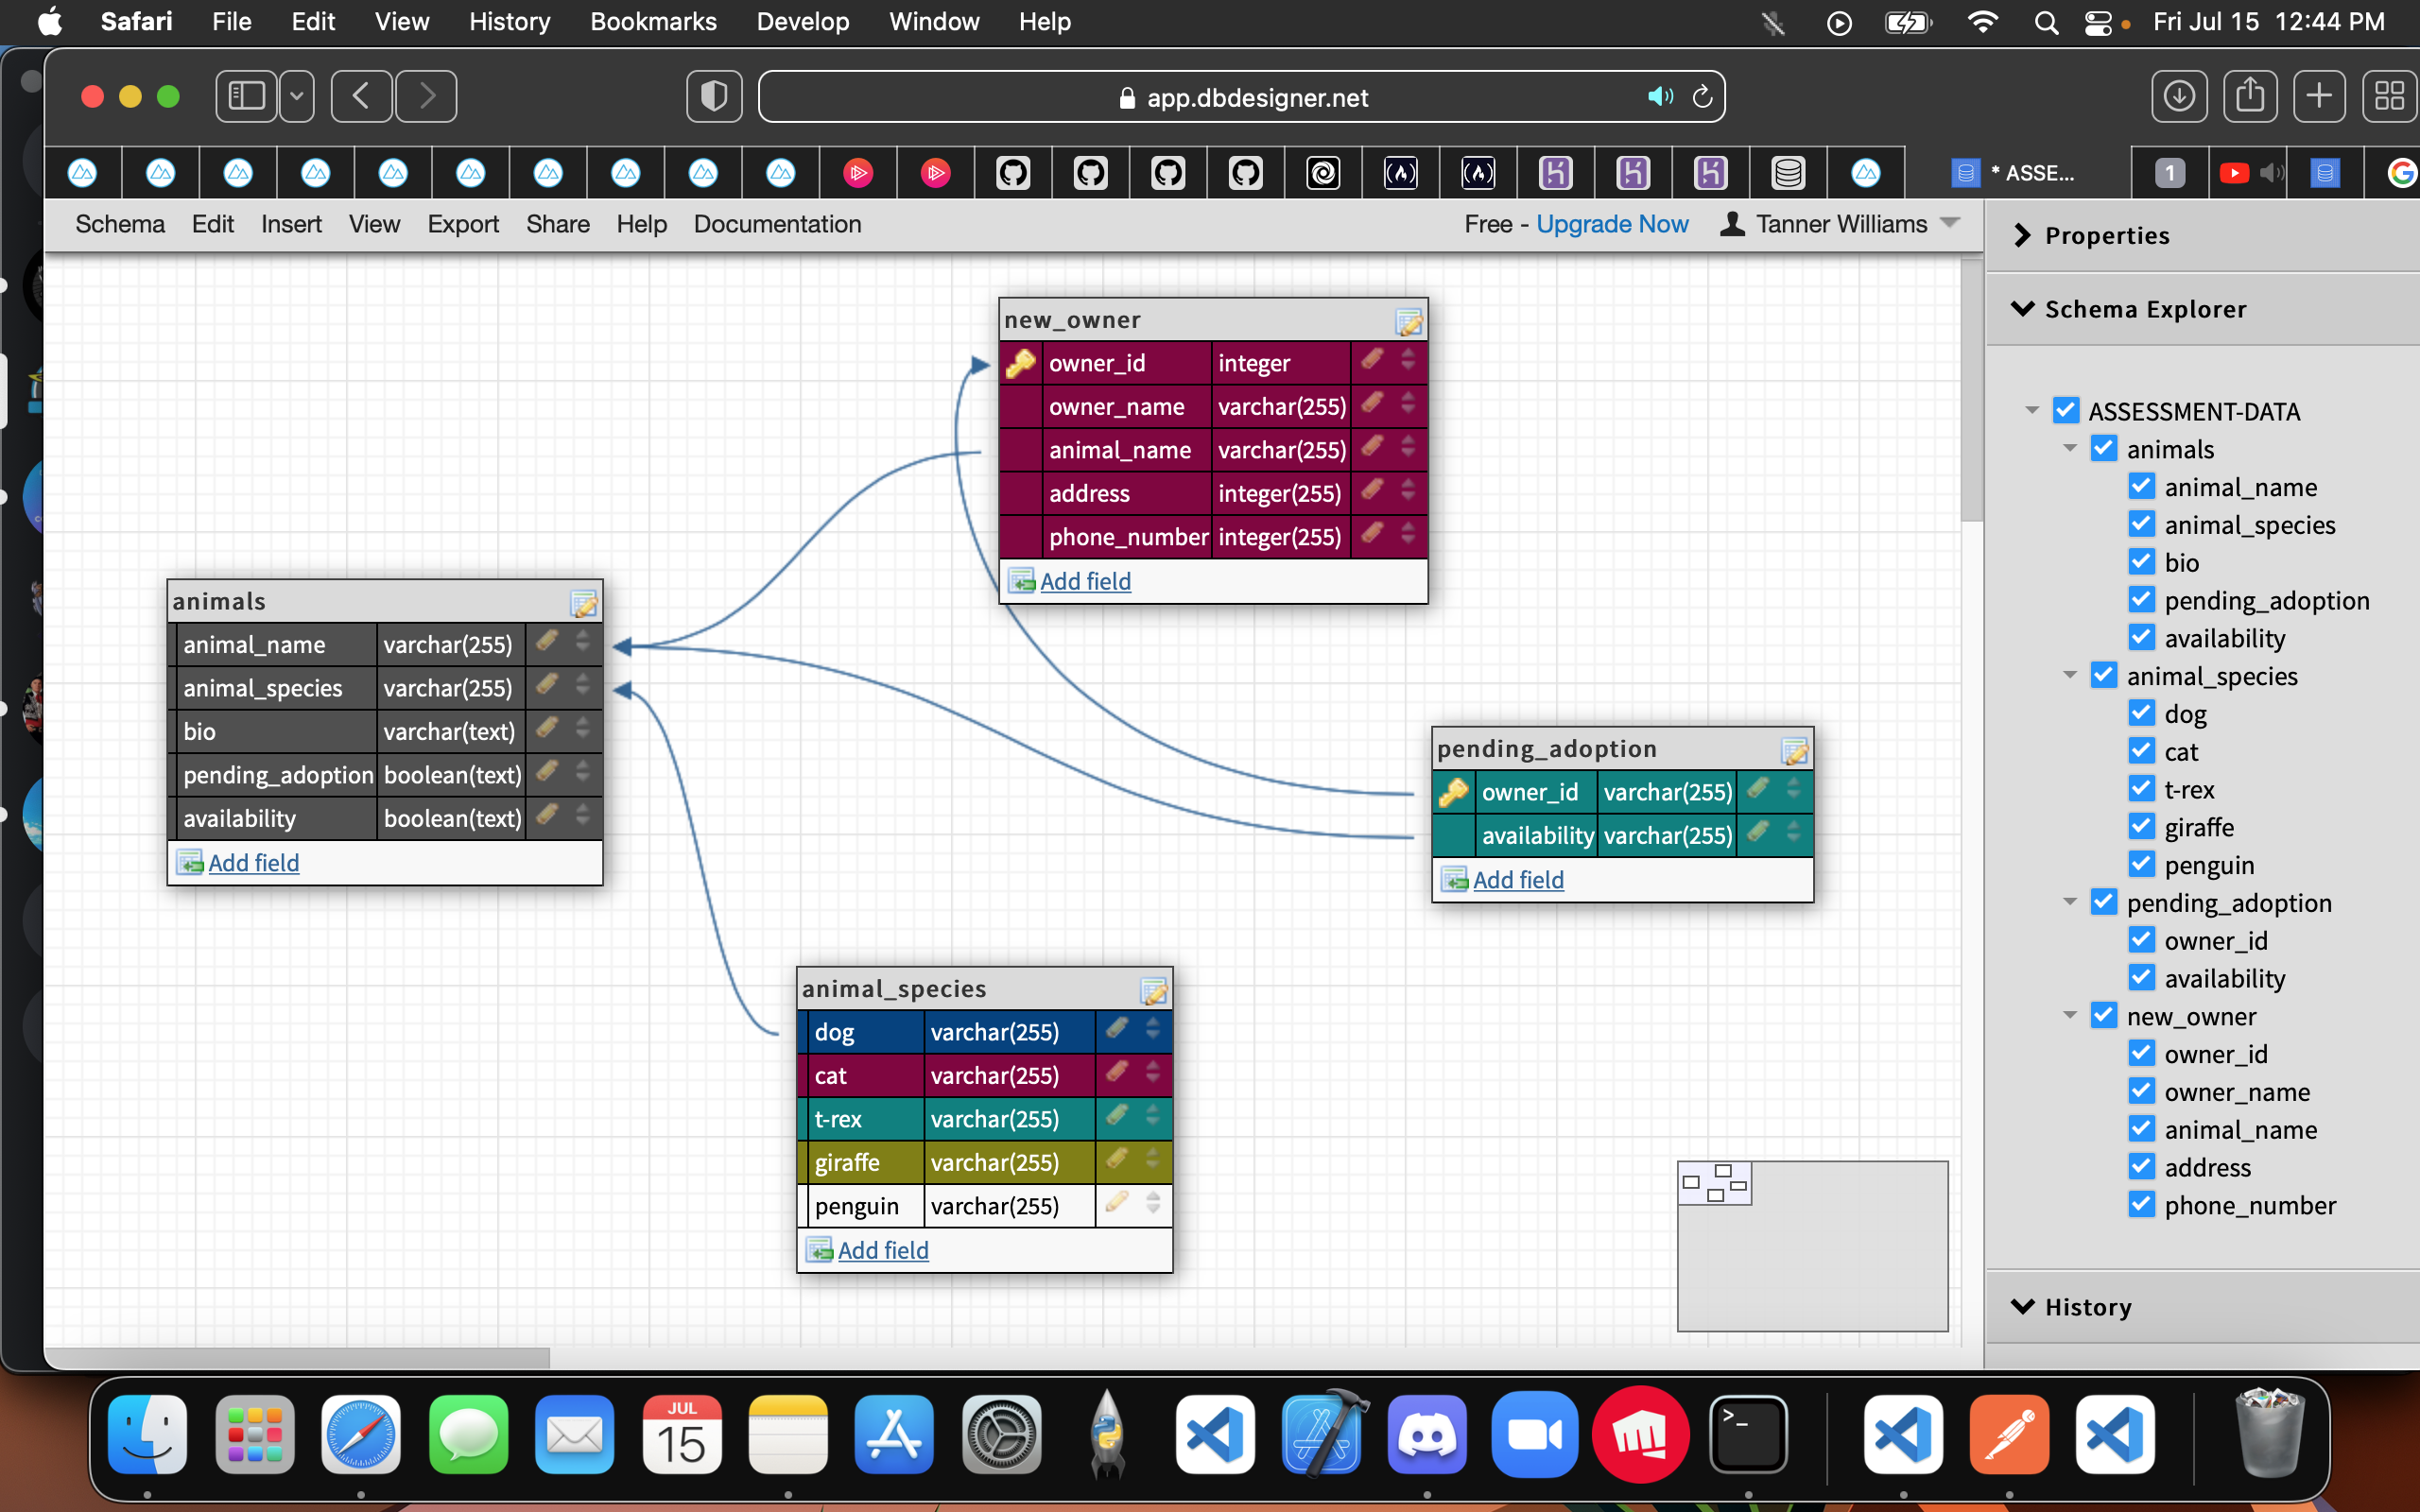 Safari File Edit View History Bookmarks Develop Window Help Fri Jul 15 12:44 PM
app.dbdesigner.net
* ASSE... 1
Schema Edit Insert View Export Share Help Documentation Free - Upgrade Now Tanner Williams
new_owner
owner_id integer
owner_name varchar(255)
animal_name varchar(255)
address integer(255)
phone_number integer(255)
Add field
animals
animal_name varchar(255)
animal_species varchar(255)
bio varchar(text)
pending_adoption boolean(text)
availability boolean(text)
Add field
pending_adoption
owner_id varchar(255)
availability varchar(255)
Add field
animal_species
dog varchar(255)
cat varchar(255)
t-rex varchar(255)
giraffe varchar(255)
penguin varchar(255)
Add field
Properties
Schema Explorer
ASSESSMENT-DATA
animals
animal_name
animal_species
bio
pending_adoption
availability
animal_species
dog
cat
t-rex
giraffe
penguin
pending_adoption
owner_id
availability
new_owner
owner_id
owner_name
animal_name
address
phone_number
History
JUL
15